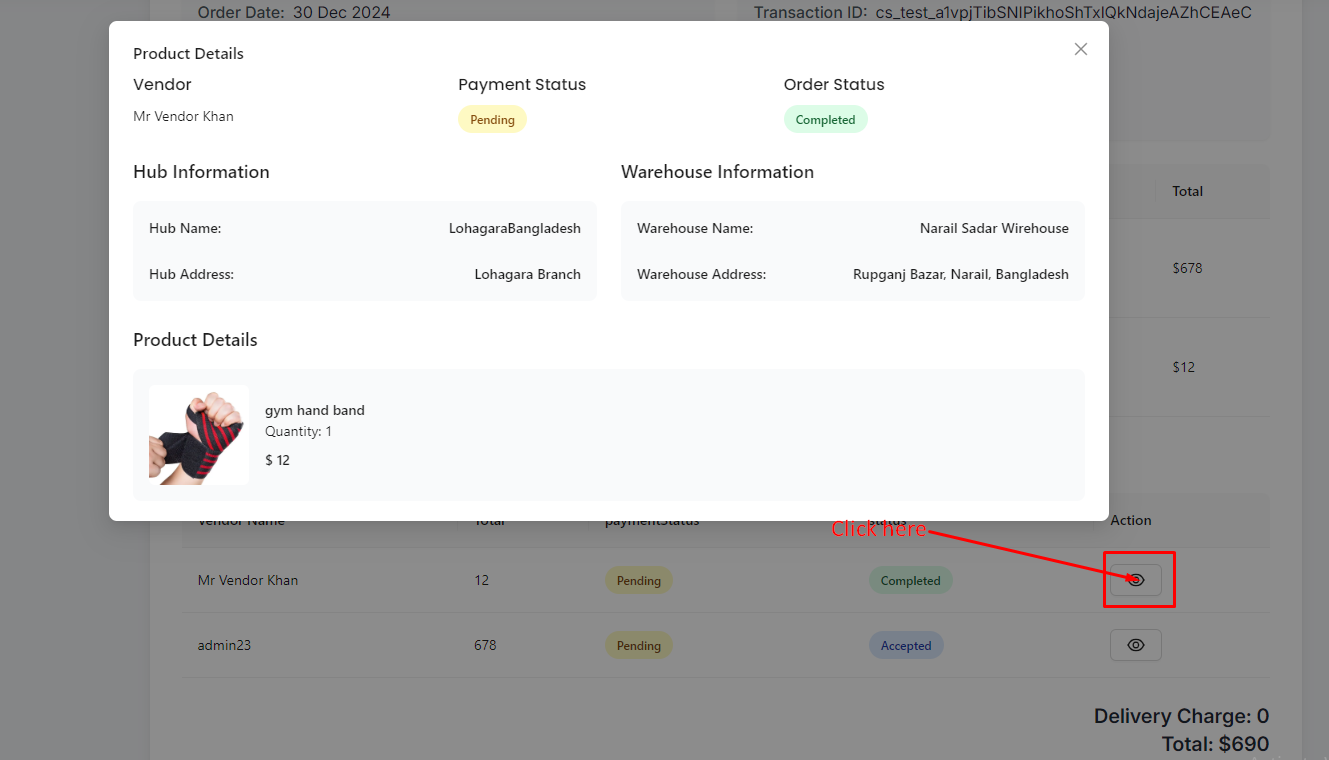 Order Date: 30 Dec 2024
Transaction ID: cs_test_a1vpjTibSNIPikhoShTxIQkNdajeAZhCEAeC
Product Details
Vendor
Payment Status
Order Status
Mr Vendor Khan
Pending
Completed
Hub Information
Warehouse Information
Total
Hub Name:
LohagaraBangladesh
Warehouse Name:
Narail Sadar Wirehouse
Hub Address:
Lohagara Branch
Warehouse Address:
Rupganj Bazar, Narail, Bangladesh
$678
Product Details
$12
gym hand band
Quantity: 1
$ 12
Vendor Name
Total
paymentStatus
status
Action
Click here
Mr Vendor Khan
12
Pending
Completed
admin23
678
Pending
Accepted
Delivery Charge: 0
Total: $690